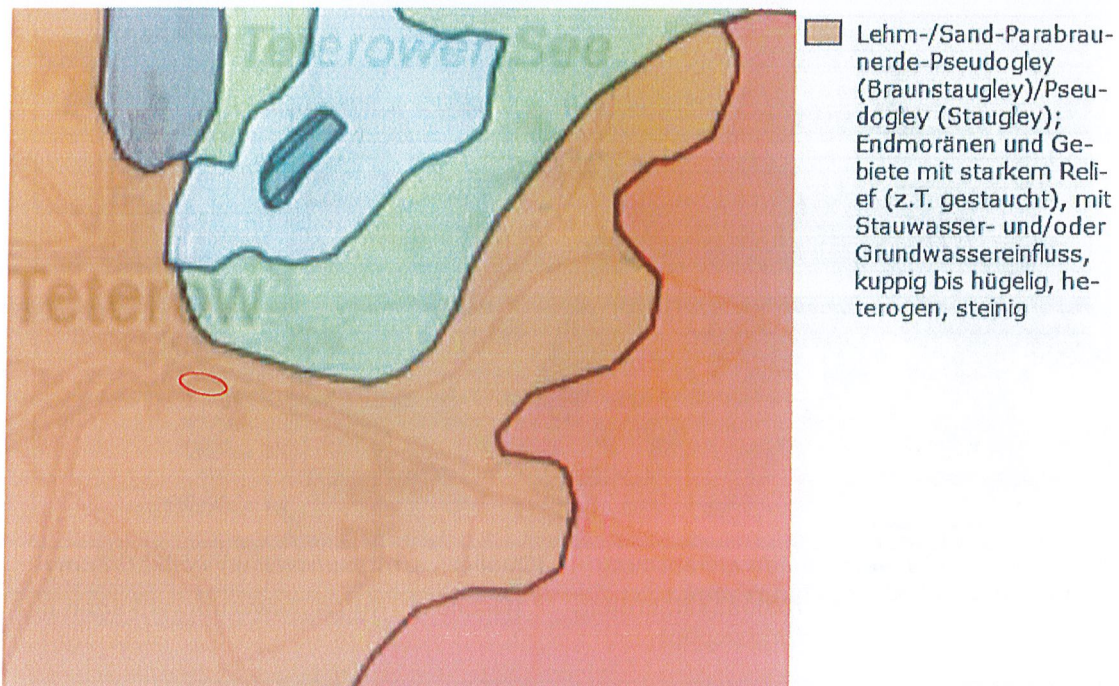 Teterower See
Teterow
Lehm-/Sand-Parabrau-
nerde-Pseudogley
(Braunstaugley)/Pseu-
dogley (Staugley);
Endmoränen und Ge-
biete mit starkem Reli-
ef (z.T. gestaucht), mit
Stauwasser- und/oder
Grundwassereinfluss,
kuppig bis hügelig, he-
terogen, steinig